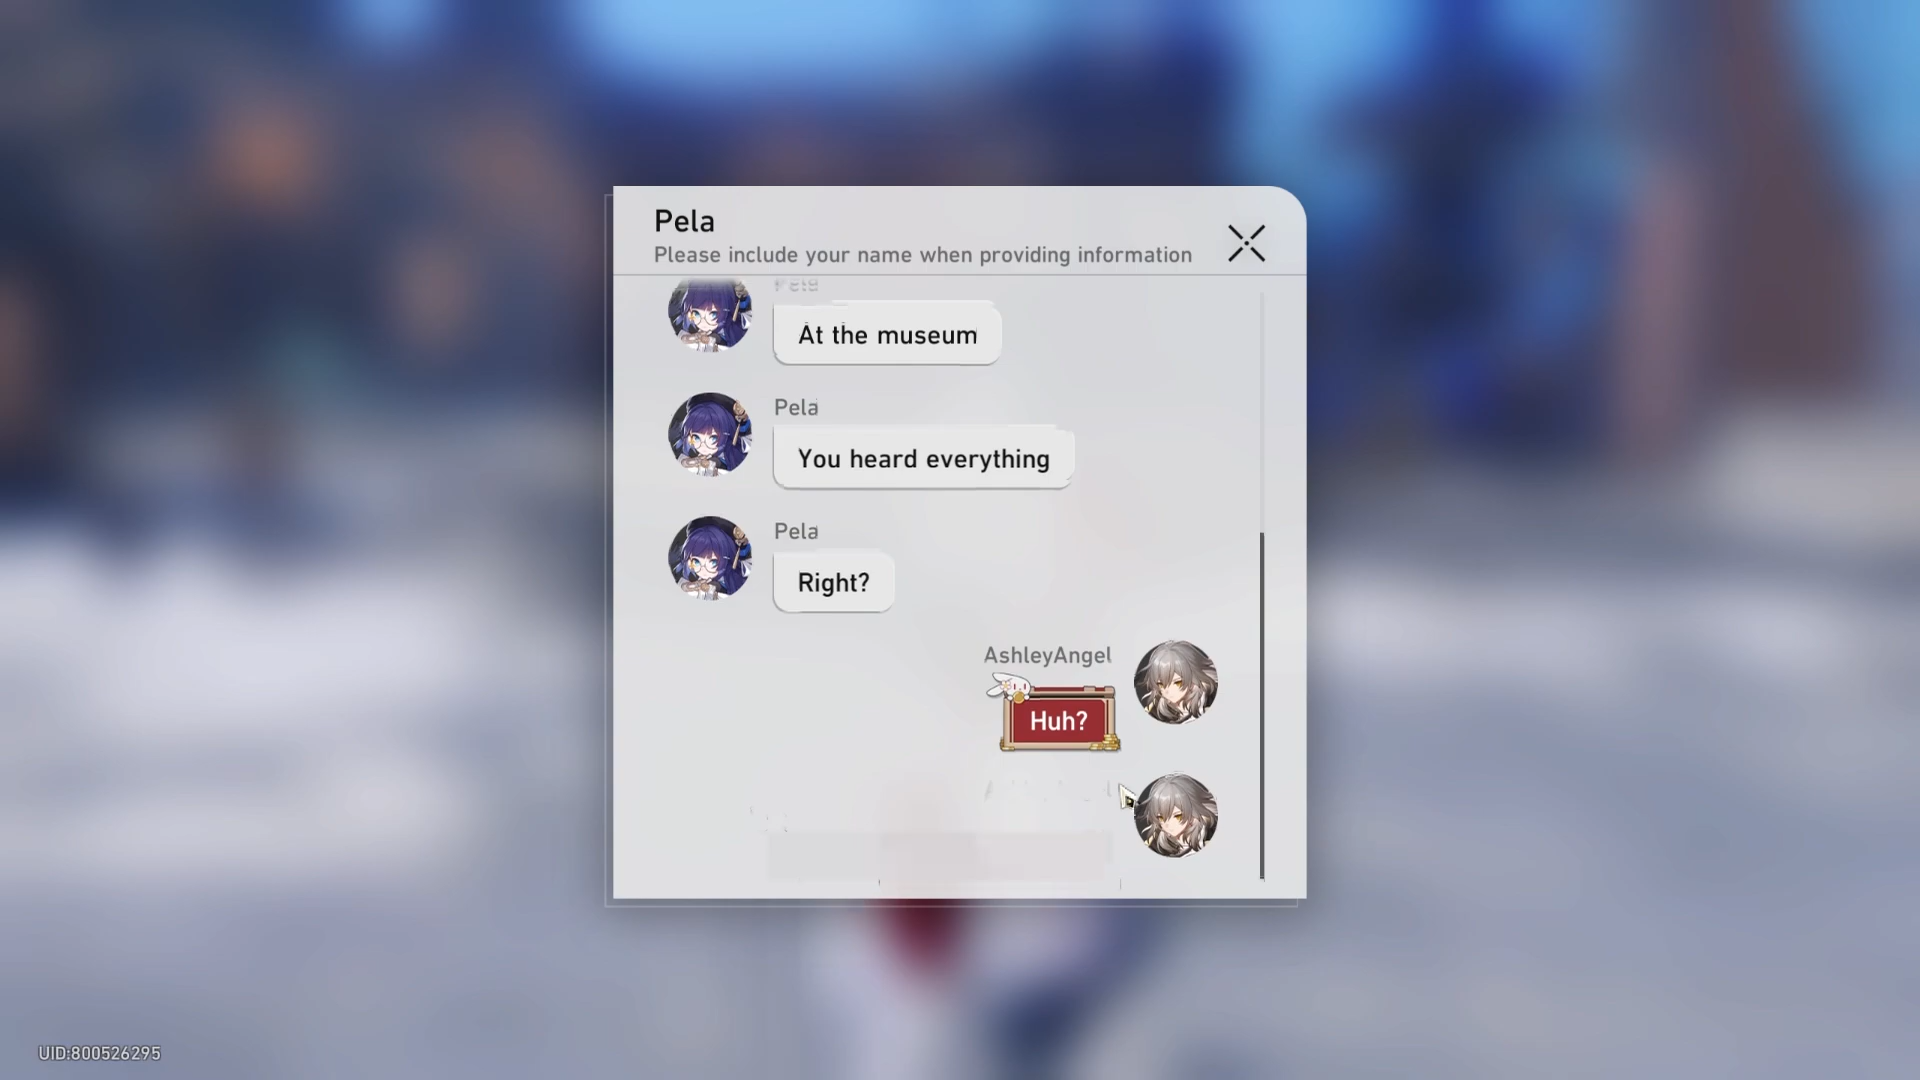 Pela
Please include your name when providing information
Pela
At the museum
Pela
You heard everything
Pela
Right?
AshleyAngel
Huh?
UID:800526295